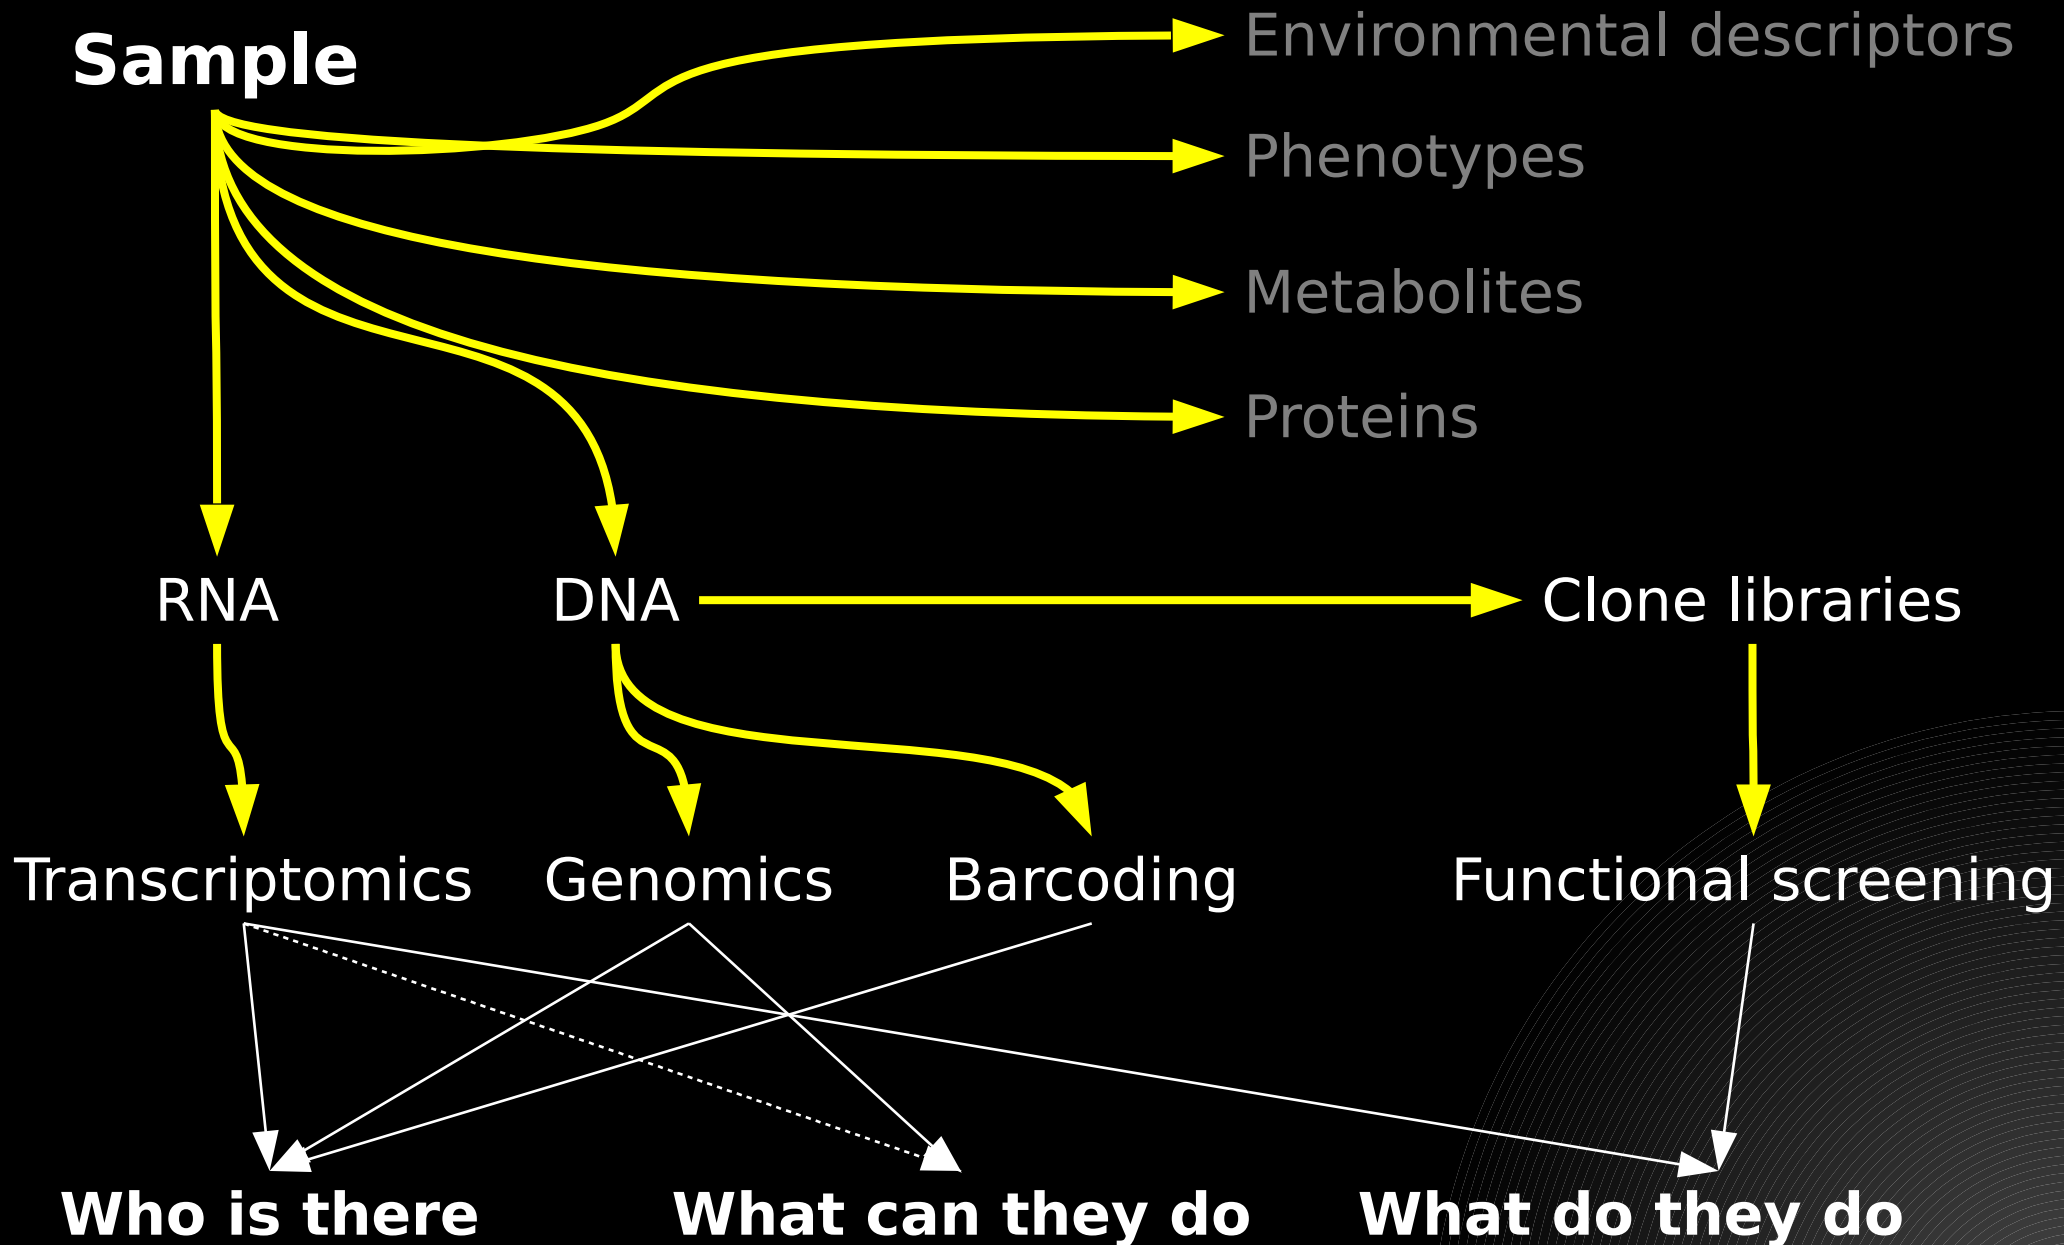 Sample
Environmental descriptors
Phenotypes
Metabolites
Proteins
RNA
DNA
Clone libraries
Transcriptomics
Genomics
Barcoding
Functional screening
Who is there
What can they do
What do they do